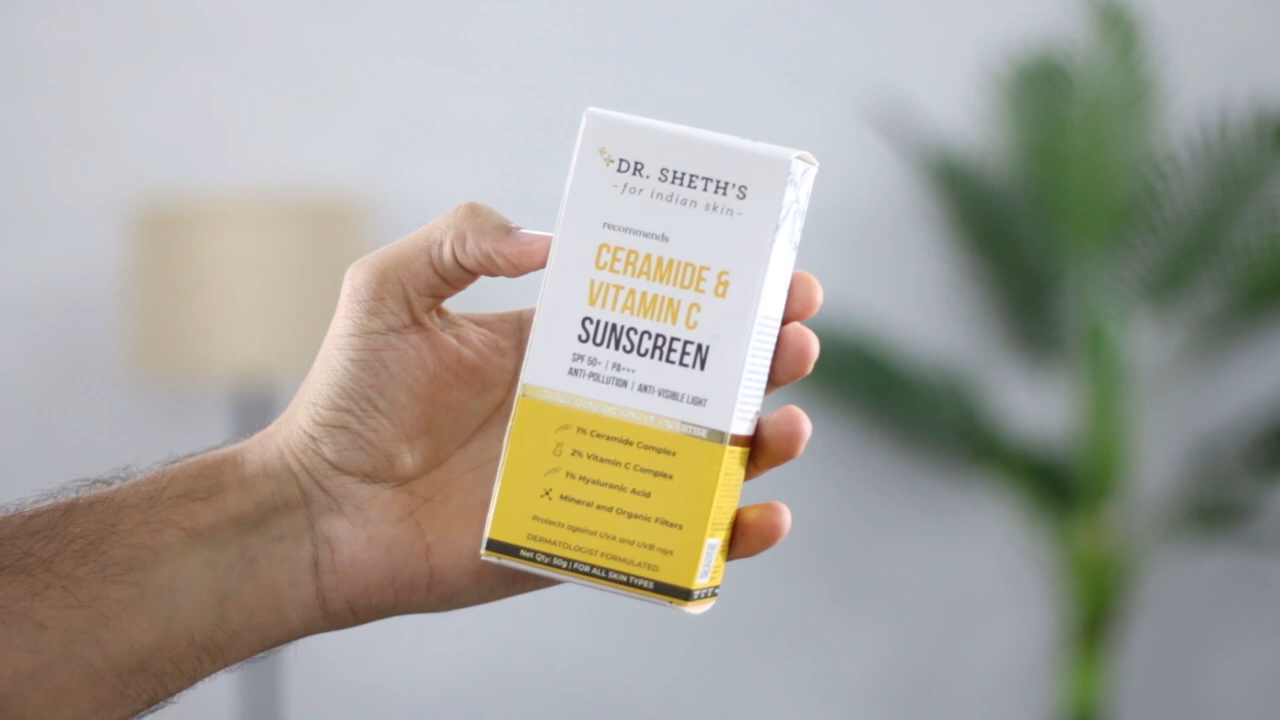 DR. SHETH'S
-for indian skin-
recommends
CERAMIDE &
VITAMIN C
SUNSCREEN
SPF 50+ | PA+++
ANTI-POLLUTION | ANTI-VISIBLE LIGHT
1% Ceramide Complex
2% Vitamin C Complex
1% Hyaluronic Acid
Mineral and Organic Filters
Protects against UVA and UVB rays
DERMATOLOGIST FORMULATED
Net Qty: 50g | FOR ALL SKIN TYPES